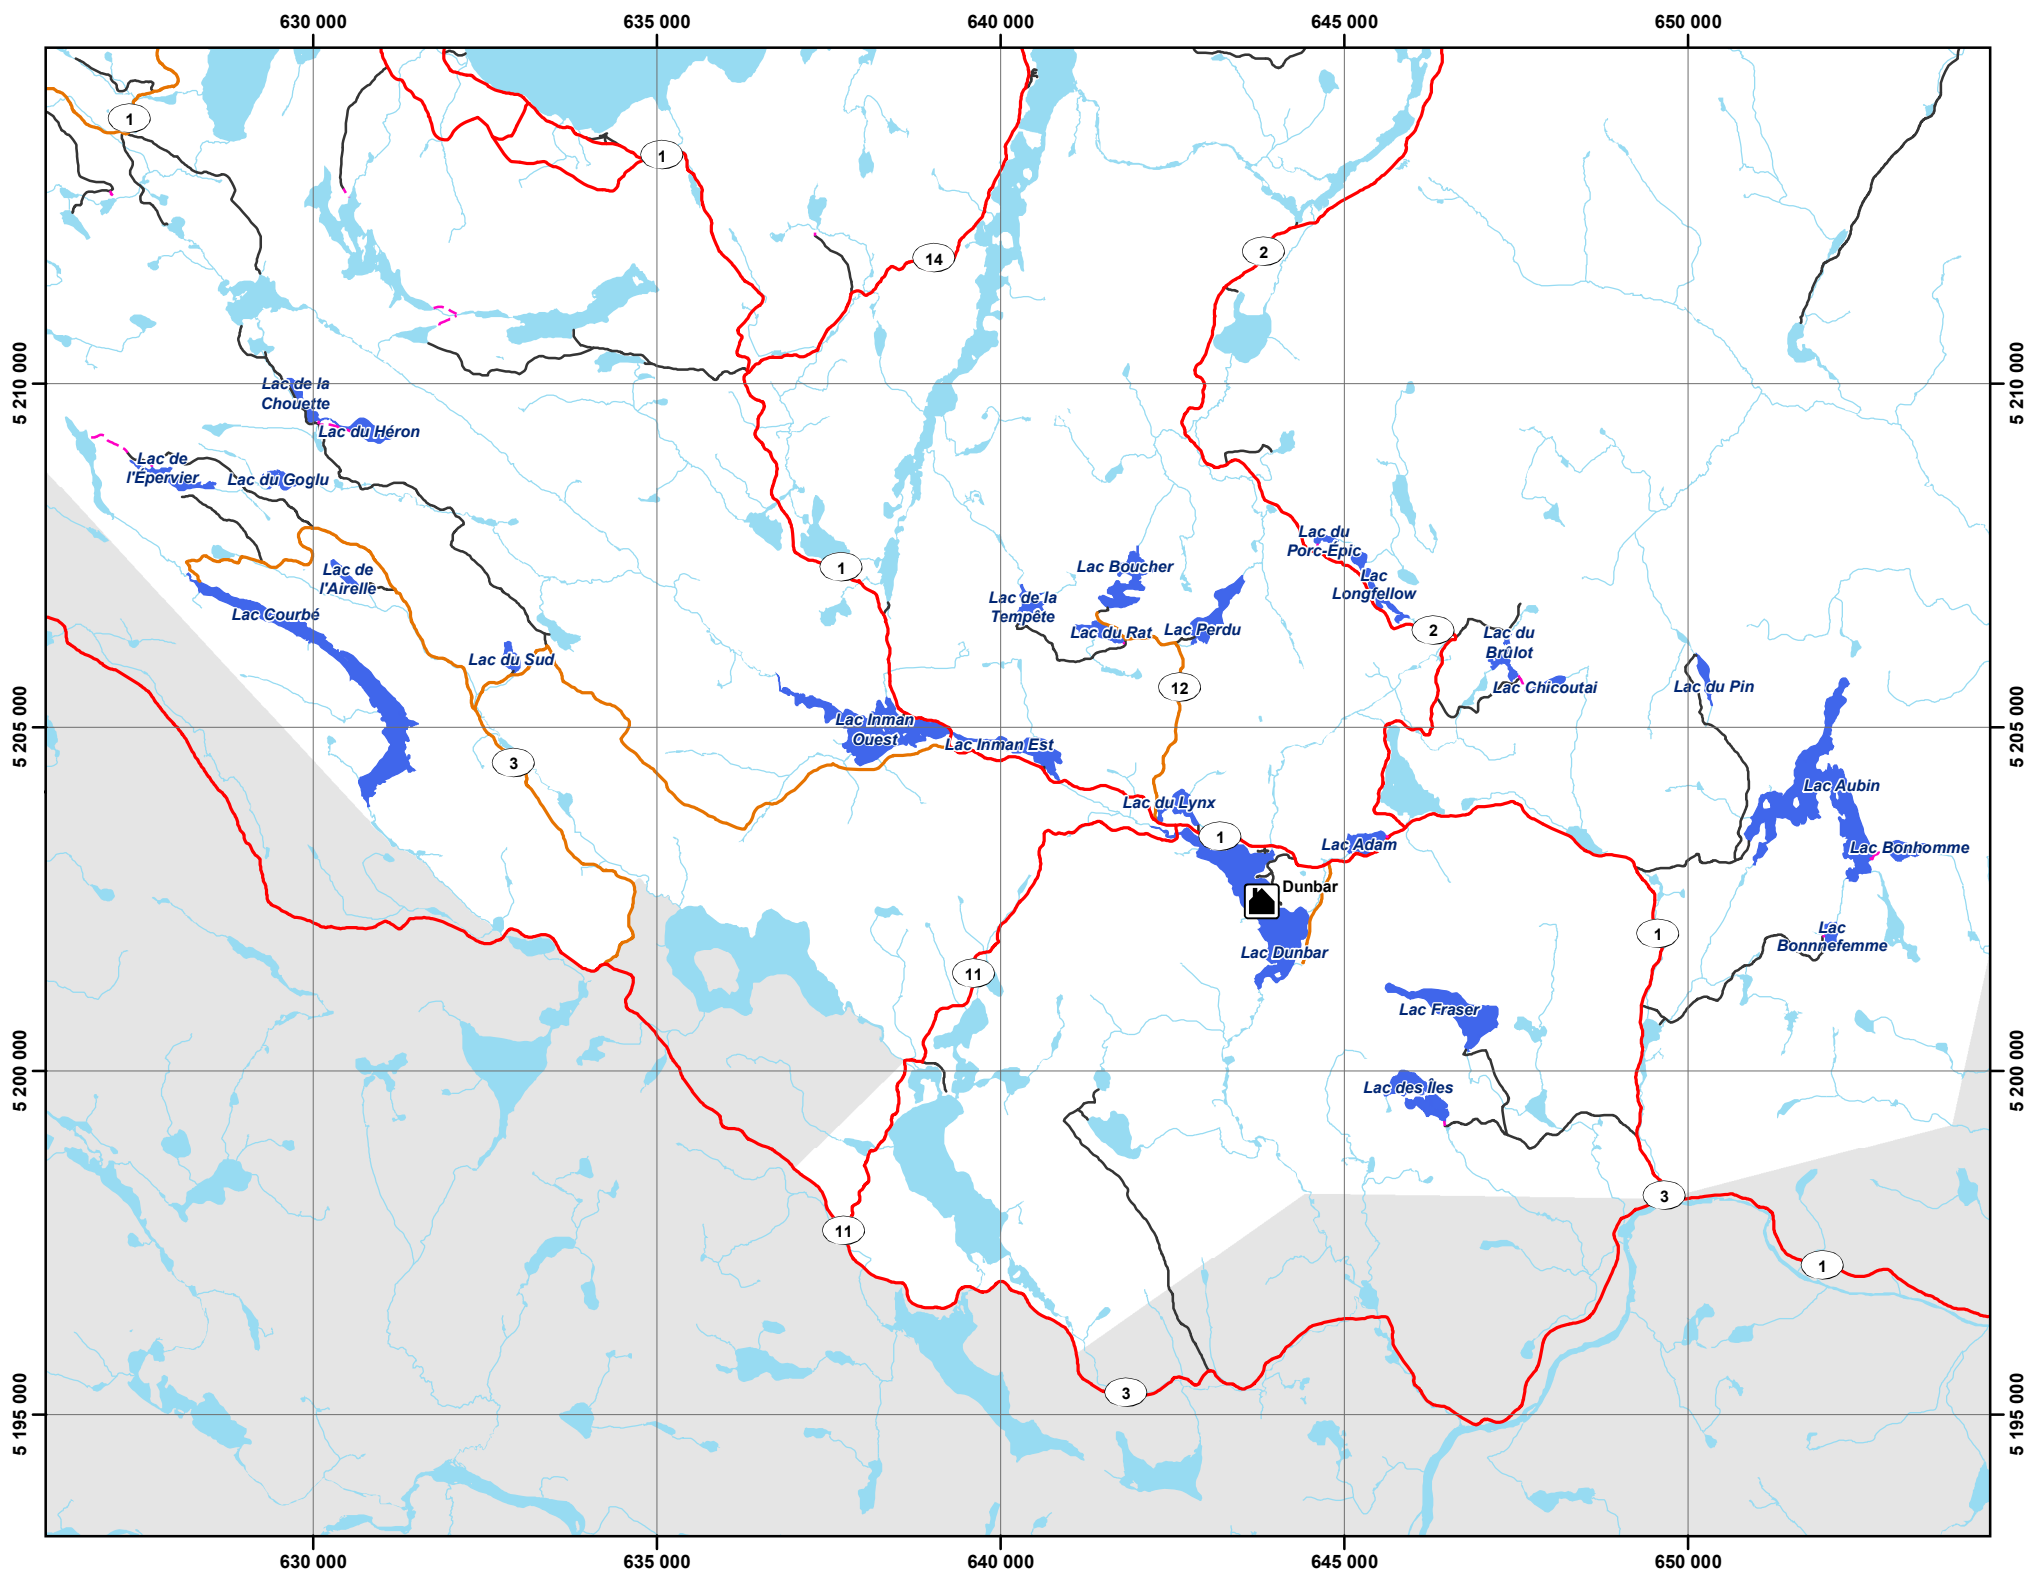 630 000
635 000
640 000
645 000
650 000
1
1
14
2
5 210 000
5 210 000
Lac de la
Chouette
Lac du Héron
Lac de
l'Épervier
Lac du Goglu
Lac du
Porc-Épic
1
Lac Boucher
Lac de
l'Airelle
Lac
Longfellow
Lac de la
Tempête
Lac Courbé
Lac du Rat
Lac Perdu
2
Lac du
Brûlot
Lac du Sud
12
Lac Chicoutai
Lac du Pin
5 205 000
5 205 000
Lac Inman
Ouest
Lac Inman Est
3
Lac Aubin
Lac du Lynx
1
Lac Adam
Lac Bonhomme
Dunbar
1
Lac
Bonnnefemme
Lac Dunbar
11
Lac Fraser
5 200 000
5 200 000
Lac des Îles
3
11
1
3
5 195 000
5 195 000
630 000
635 000
640 000
645 000
650 000